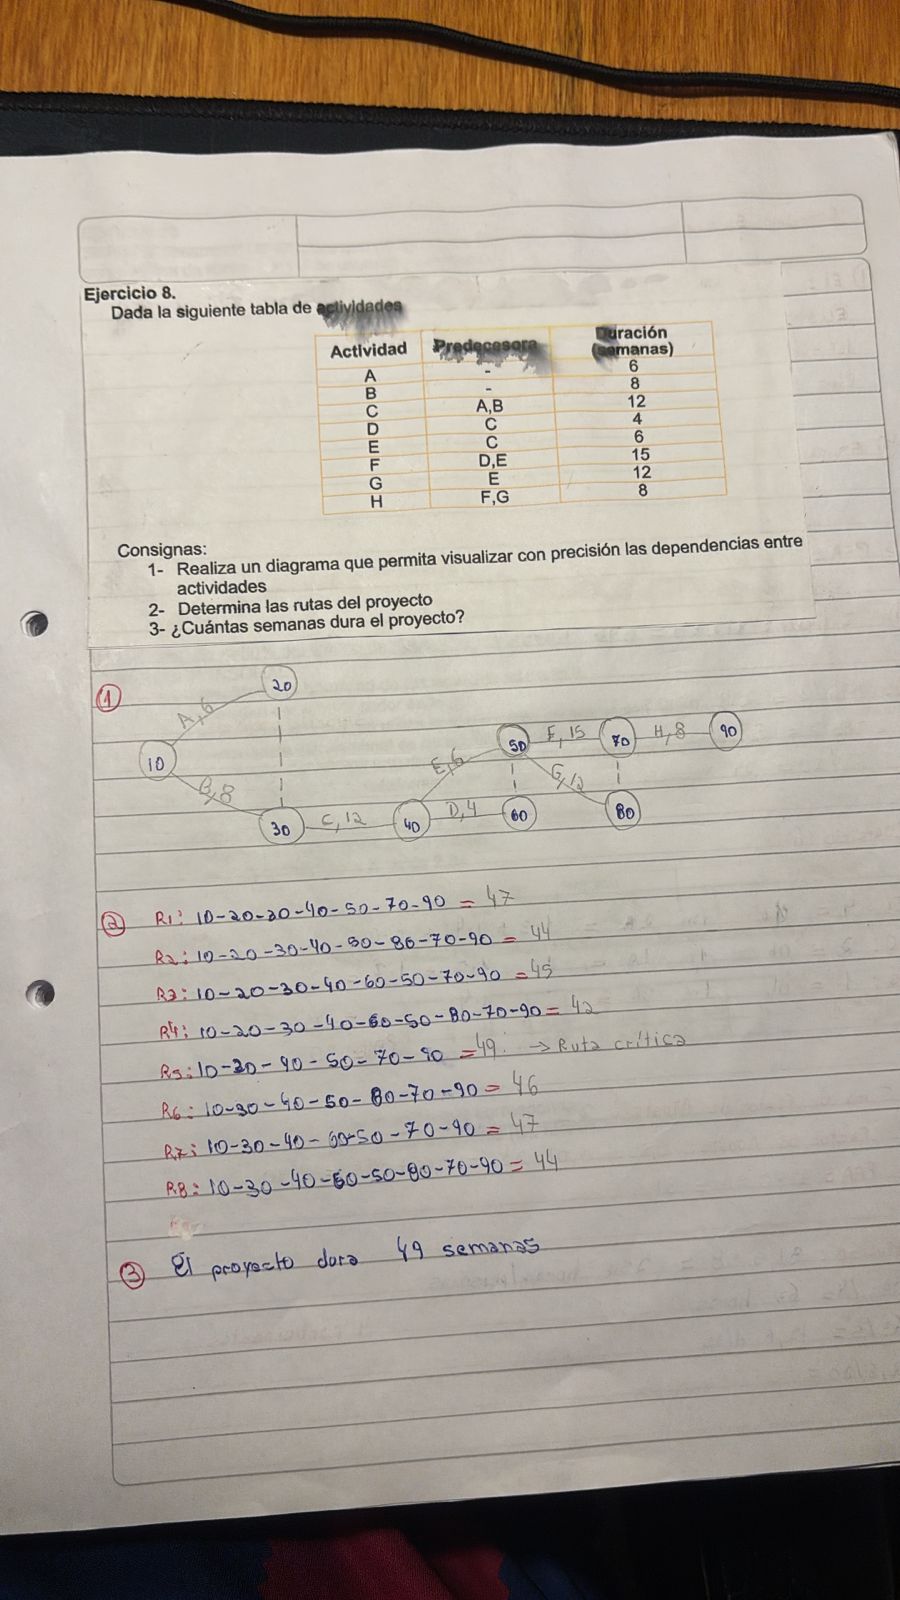 Ejercicio 8.
Dada la siguiente tabla de actividades
Actividad Predecesora Duración (semanas)
A - 6
B - 8
C A,B 12
D C 4
E C 6
F D,E 15
G E 12
H F,G 8
Consignas:
1- Realiza un diagrama que permita visualizar con precisión las dependencias entre
actividades
2- Determina las rutas del proyecto
3- ¿Cuántas semanas dura el proyecto?
1
20
A, 6
10
B, 8
30
C, 12
40
E, 6
D, 4
50
60
F, 15
G, 12
70
80
H, 8
90
2 R1: 10-20-30-40-50-70-90 = 47
R2: 10-20-30-40-50-80-70-90 = 44
R3: 10-20-30-40-60-50-70-90 = 45
R4: 10-20-30-40-60-50-80-70-90 = 42
R5: 10-30-40-50-70-90 = 49. → Ruta crítica
R6: 10-30-40-50-80-70-90 = 46
R7: 10-30-40-60-50-70-90 = 47
R8: 10-30-40-60-50-80-70-90 = 44
3 El proyecto dura 49 semanas